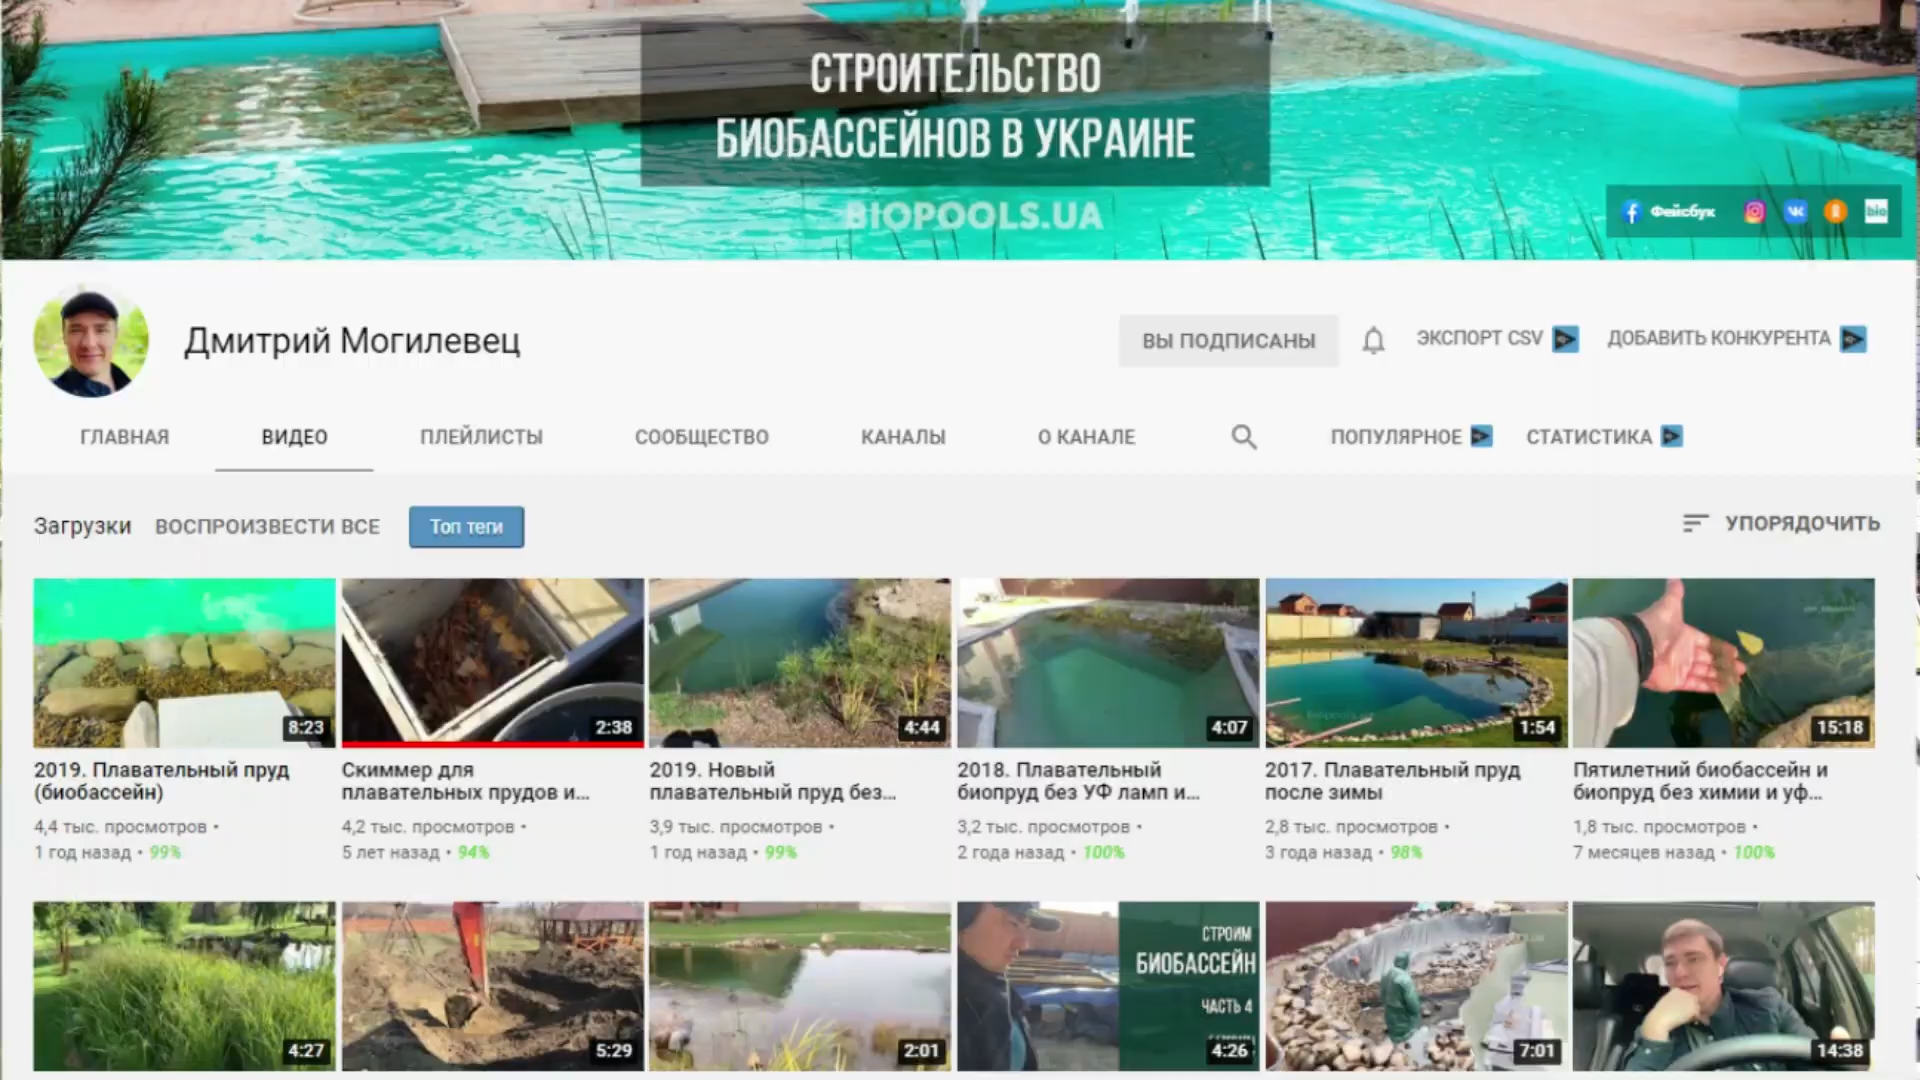 СТРОИТЕЛЬСТВО
БИОБАССЕЙНОВ В УКРАИНЕ
BIOPOOLS.UA
Фейсбук
bio
Дмитрий Могилевец
ВЫ ПОДПИСАНЫ
ЭКСПОРТ CSV
ДОБАВИТЬ КОНКУРЕНТА
ГЛАВНАЯ ВИДЕО ПЛЕЙЛИСТЫ СООБЩЕСТВО КАНАЛЫ О КАНАЛЕ ПОПУЛЯРНОЕ СТАТИСТИКА
Загрузки ВОСПРОИЗВЕСТИ ВСЕ Топ теги УПОРЯДОЧИТЬ
8:23 2:38 4:44 4:07 1:54 15:18
2019. Плавательный пруд
(биобассейн)
4,4 тыс. просмотров •
1 год назад • 99%
Скиммер для
плавательных прудов и...
4,2 тыс. просмотров •
5 лет назад • 94%
2019. Новый
плавательный пруд без...
3,9 тыс. просмотров •
1 год назад • 99%
2018. Плавательный
биопруд без УФ ламп и...
3,2 тыс. просмотров •
2 года назад • 100%
2017. Плавательный пруд
после зимы
2,8 тыс. просмотров •
3 года назад • 98%
Пятилетний биобассейн и
биопруд без химии и уф...
1,8 тыс. просмотров •
7 месяцев назад • 100%
СТРОИМ
БИОБАССЕЙН
ЧАСТЬ 4
4:27 5:29 2:01 4:26 7:01 14:38